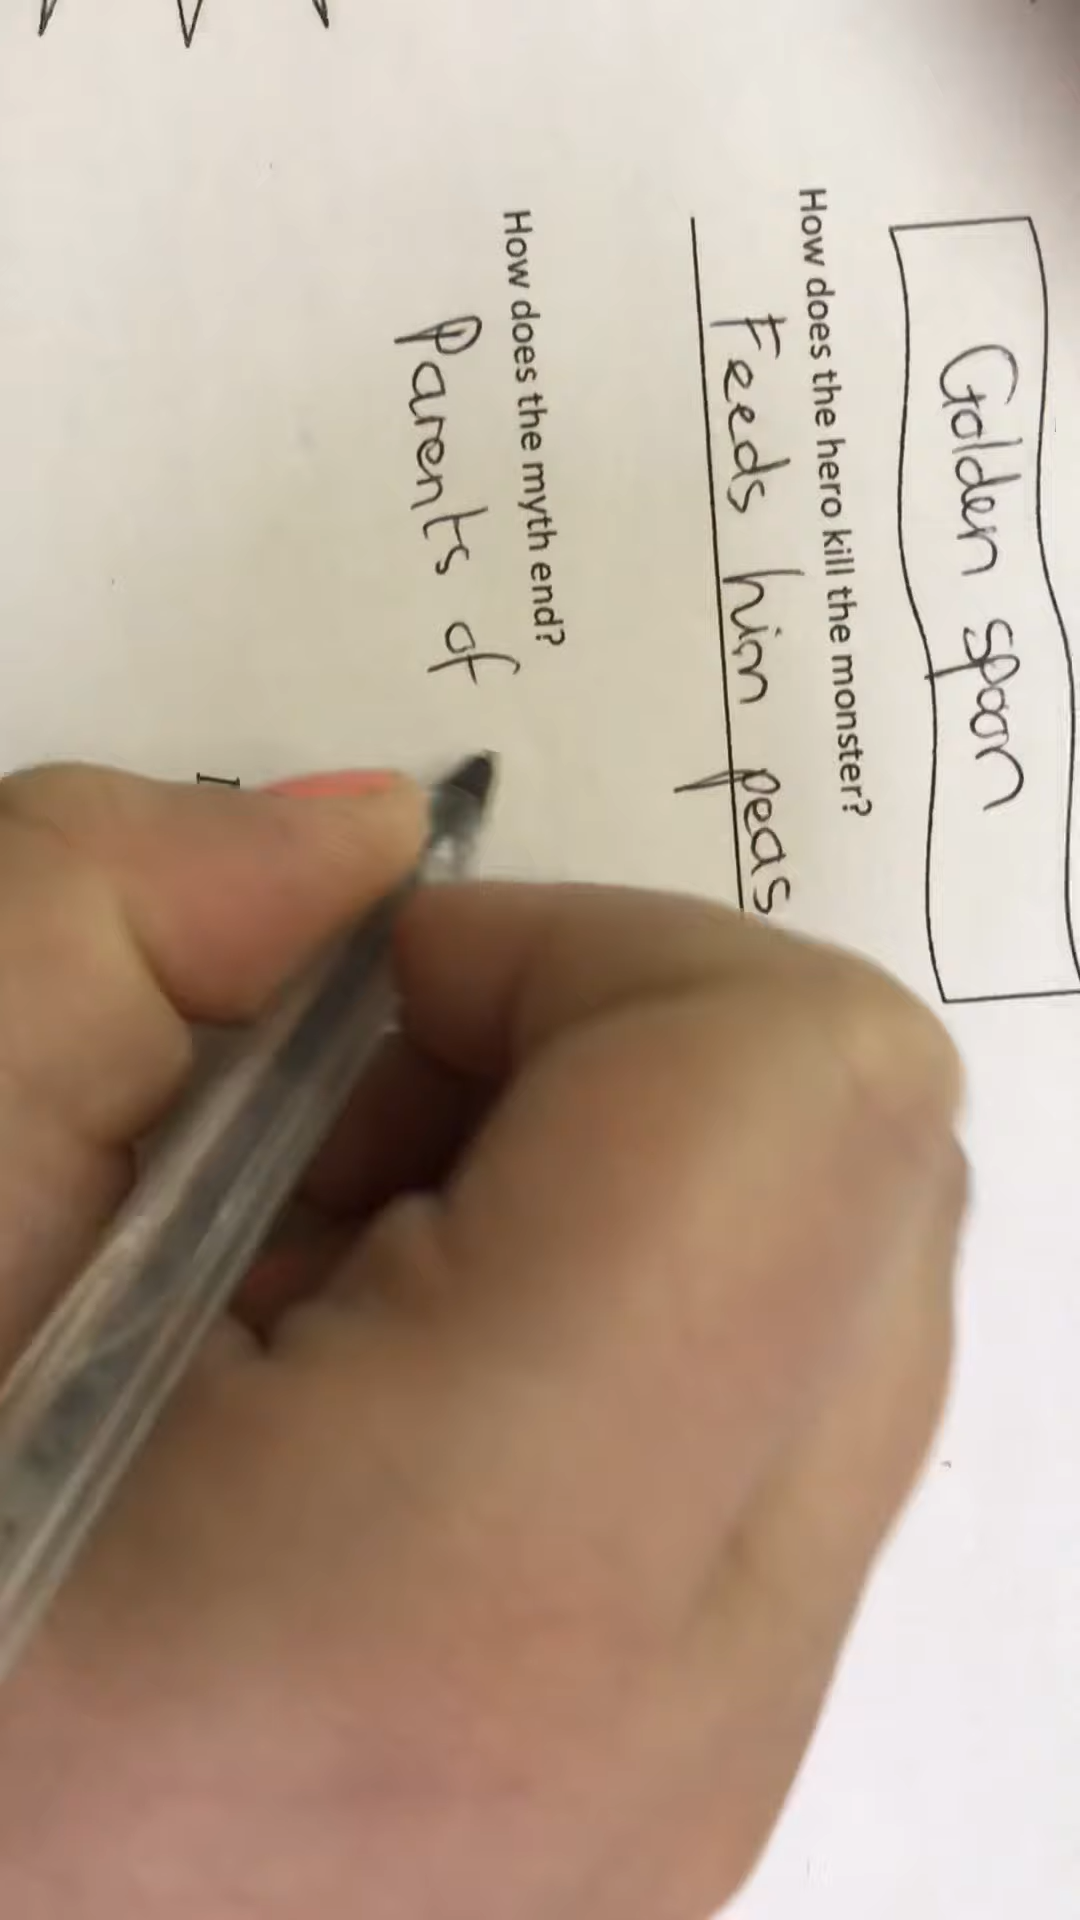 Golden spoon
How does the hero kill the monster?
Feeds him peas
How does the myth end?
Parents of